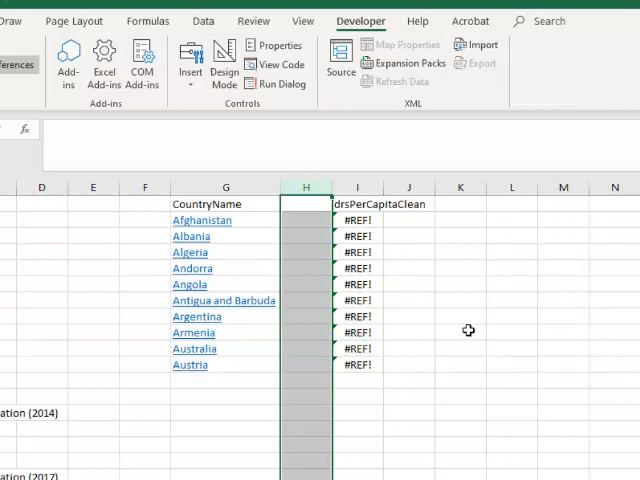 Draw Page Layout Formulas Data Review View Developer Help Acrobat Search
ferences
Add-
ins
Excel
Add-ins
COM
Add-ins
Add-ins
Insert
Design
Mode
Properties
View Code
Run Dialog
Controls
Source
Map Properties
Expansion Packs
Refresh Data
Import
Export
XML
fx
D E F G H I J K L M N
CountryName drsPerCapitaClean
Afghanistan #REF!
Albania #REF!
Algeria #REF!
Andorra #REF!
Angola #REF!
Antigua and Barbuda #REF!
Argentina #REF!
Armenia #REF!
Australia #REF!
Austria #REF!
ation (2014)
ation (2017)